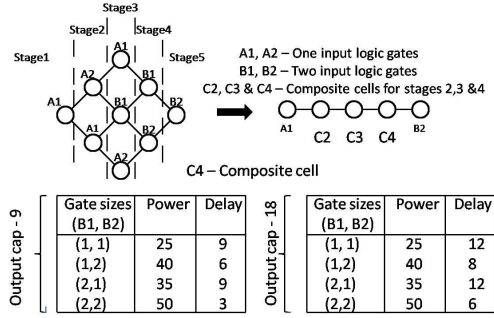 Stage3
Stage2
Stage4
Stage1
Stage5
A1
A2
B1
A1
B1
B2
A1
B1
A2
A1, A2 – One input logic gates
B1, B2 – Two input logic gates
C2, C3 & C4 – Composite cells for stages 2,3 &4
A1
C2
C3
C4
B2
C4 – Composite cell
Output cap - 9
Gate sizes (B1, B2) Power Delay
(1, 1) 25 9
(1,2) 40 6
(2,1) 35 9
(2,2) 50 3
Output cap - 18
Gate sizes (B1, B2) Power Delay
(1, 1) 25 12
(1,2) 40 8
(2,1) 35 12
(2,2) 50 6